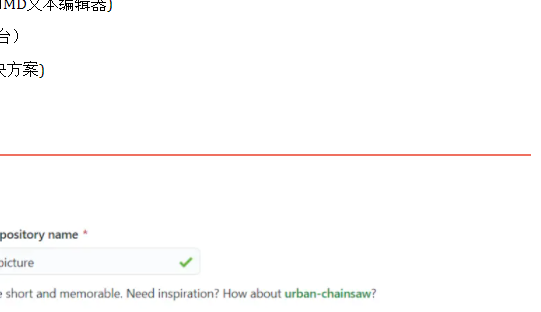 MD文本编辑器)
台）
方案)
pository name *
picture
e short and memorable. Need inspiration? How about urban-chainsaw?